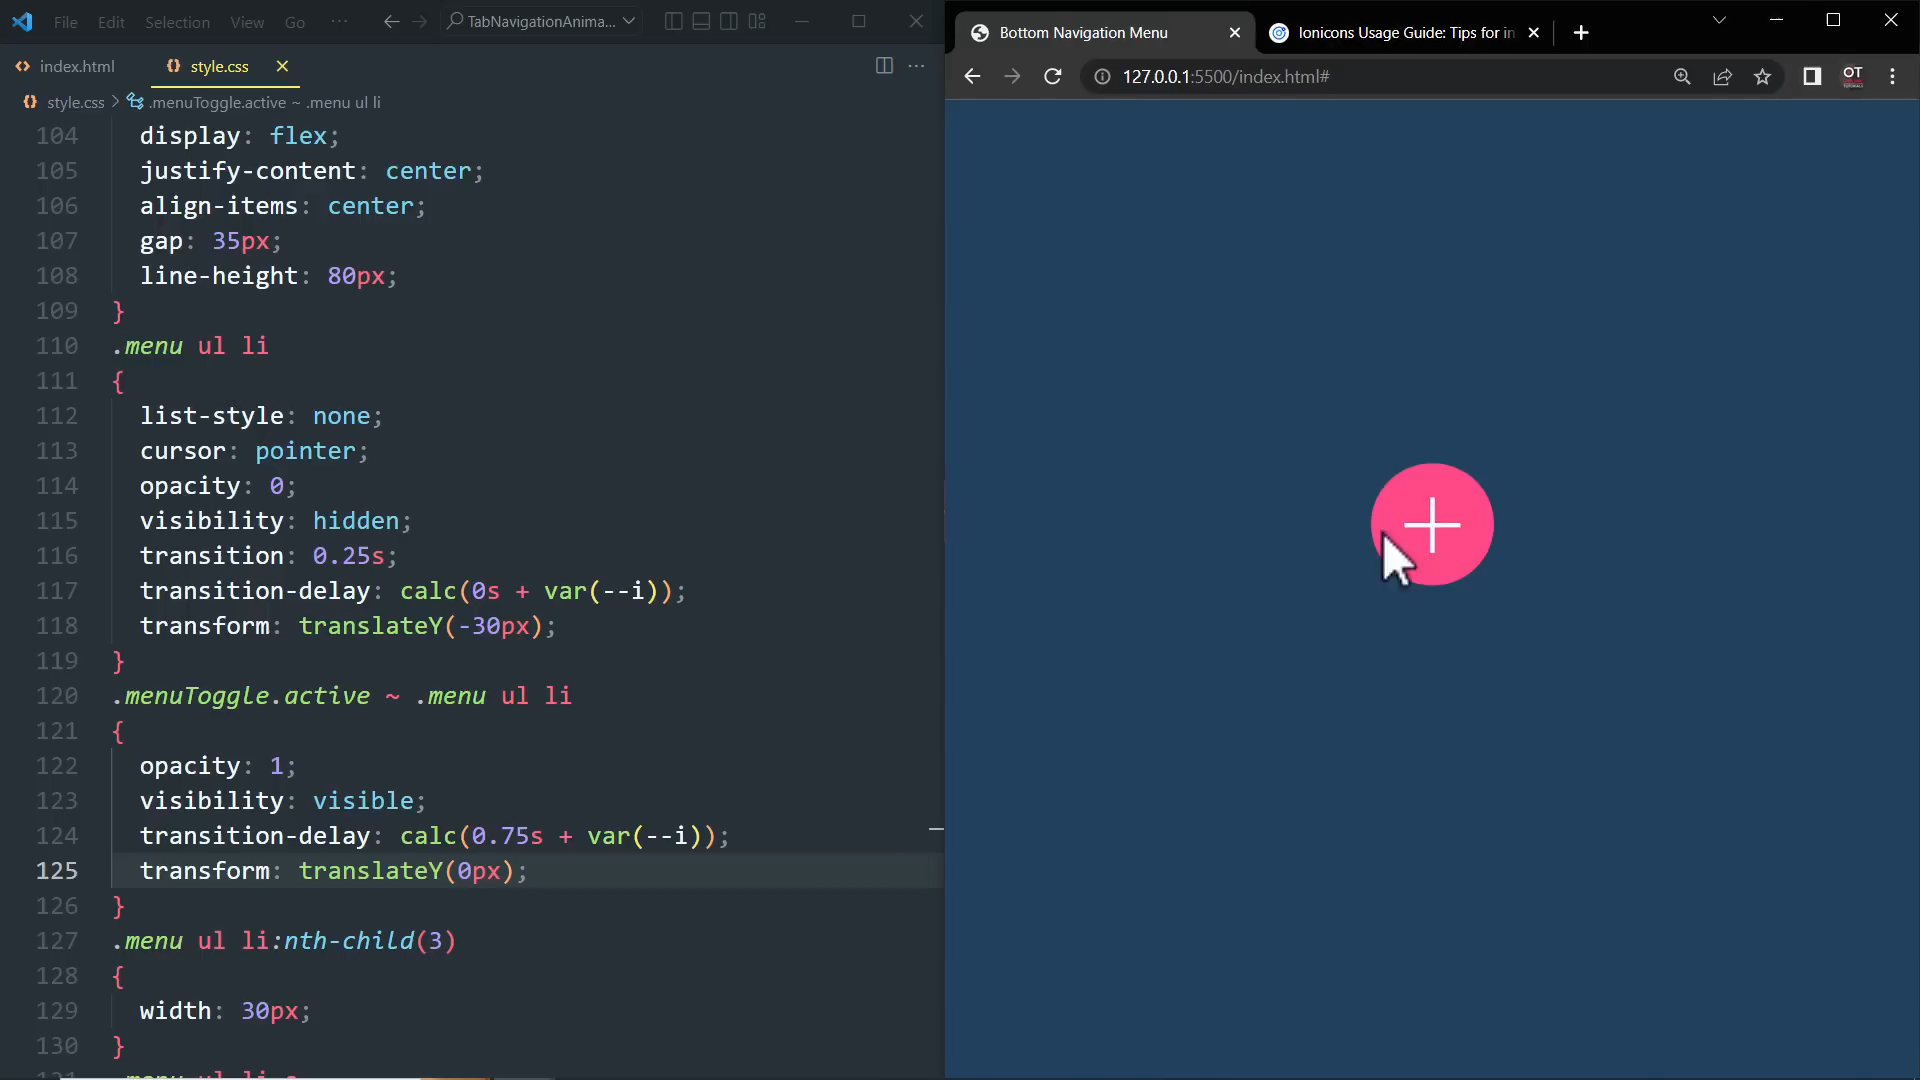 File Edit Selection View Go ··· TabNavigationAnima...
index.html style.css
style.css > .menuToggle.active ~ .menu ul li
104 display: flex;
105 justify-content: center;
106 align-items: center;
107 gap: 35px;
108 line-height: 80px;
109 }
110 .menu ul li
111 {
112 list-style: none;
113 cursor: pointer;
114 opacity: 0;
115 visibility: hidden;
116 transition: 0.25s;
117 transition-delay: calc(0s + var(--i));
118 transform: translateY(-30px);
119 }
120 .menuToggle.active ~ .menu ul li
121 {
122 opacity: 1;
123 visibility: visible;
124 transition-delay: calc(0.75s + var(--i));
125 transform: translateY(0px);
126 }
127 .menu ul li:nth-child(3)
128 {
129 width: 30px;
130 }
Bottom Navigation Menu
Ionicons Usage Guide: Tips for in
127.0.0.1:5500/index.html#
OT